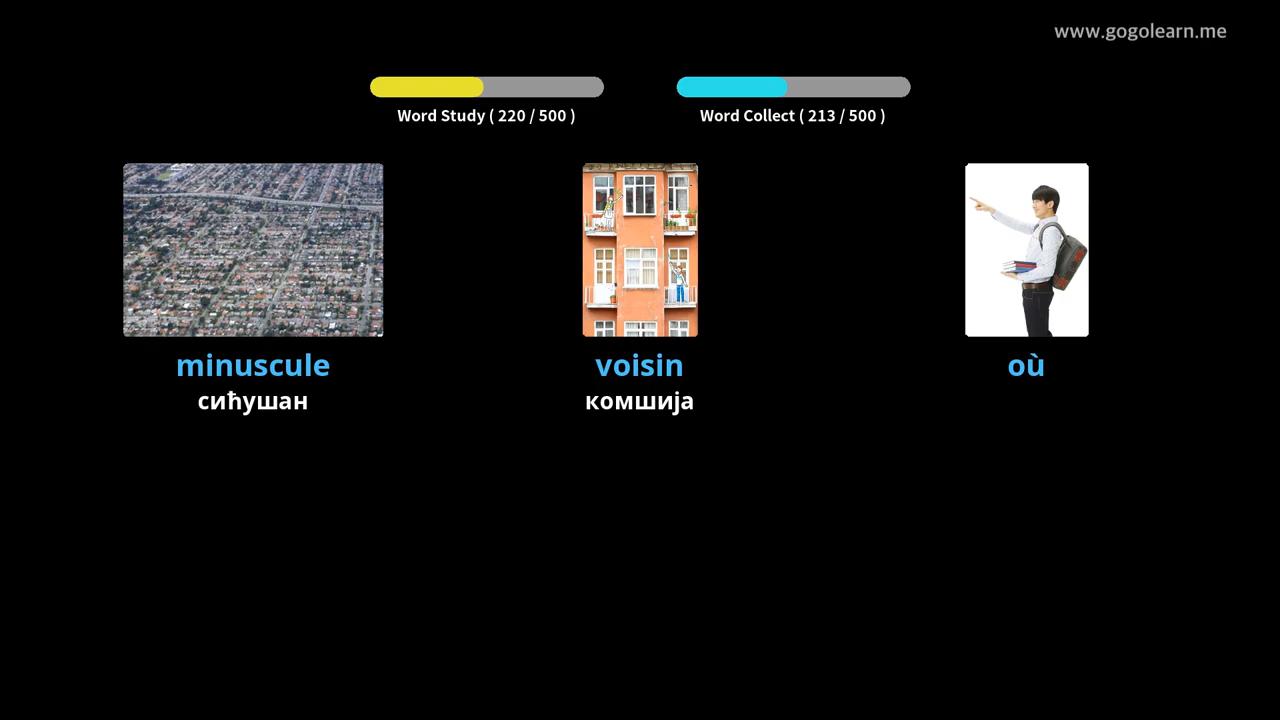 www.gogolearn.me
Word Study ( 220 / 500 )
Word Collect ( 213 / 500 )
minuscule
сићушан
voisin
комшија
où